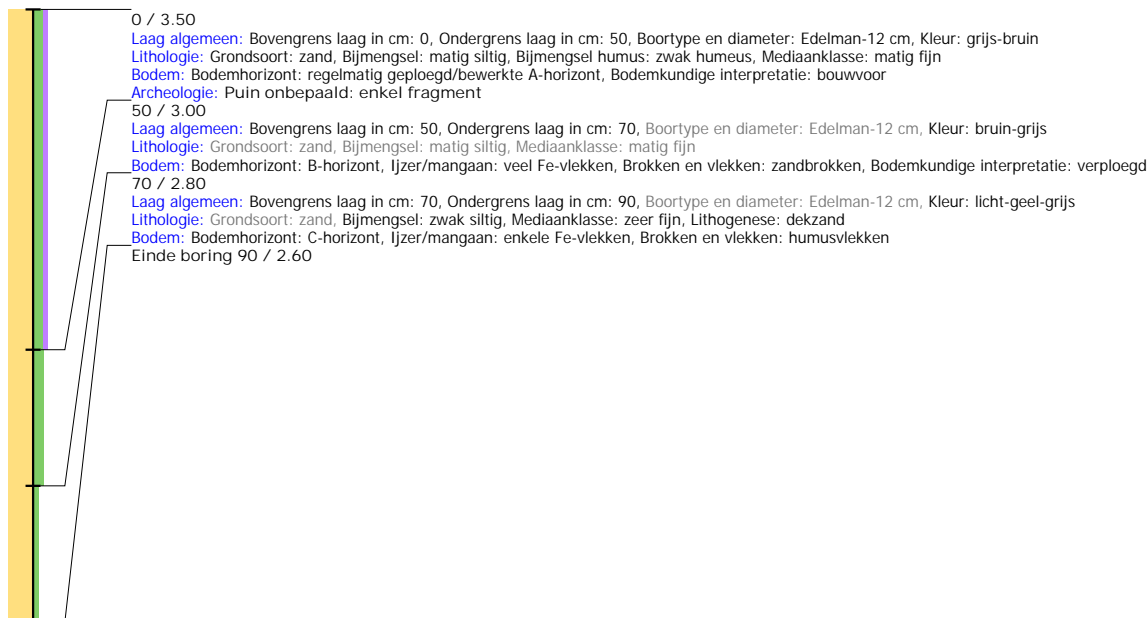 0 / 3.50
Laag algemeen: Bovengrens laag in cm: 0, Ondergrens laag in cm: 50, Boortype en diameter: Edelman-12 cm, Kleur: grijs-bruin
Lithologie: Grondsoort: zand, Bijmengsel: matig siltig, Bijmengsel humus: zwak humeus, Mediaanklasse: matig fijn
Bodem: Bodemhorizont: regelmatig geploegd/bewerkte A-horizont, Bodemkundige interpretatie: bouwvoor
Archeologie: Puin onbepaald: enkel fragment
50 / 3.00
Laag algemeen: Bovengrens laag in cm: 50, Ondergrens laag in cm: 70, Boortype en diameter: Edelman-12 cm, Kleur: bruin-grijs
Lithologie: Grondsoort: zand, Bijmengsel: matig siltig, Mediaanklasse: matig fijn
Bodem: Bodemhorizont: B-horizont, Ijzer/mangaan: veel Fe-vlekken, Brokken en vlekken: zandbrokken, Bodemkundige interpretatie: verploegd
70 / 2.80
Laag algemeen: Bovengrens laag in cm: 70, Ondergrens laag in cm: 90, Boortype en diameter: Edelman-12 cm, Kleur: licht-geel-grijs
Lithologie: Grondsoort: zand, Bijmengsel: zwak siltig, Mediaanklasse: zeer fijn, Lithogenese: dekzand
Bodem: Bodemhorizont: C-horizont, Ijzer/mangaan: enkele Fe-vlekken, Brokken en vlekken: humusvlekken
Einde boring 90 / 2.60